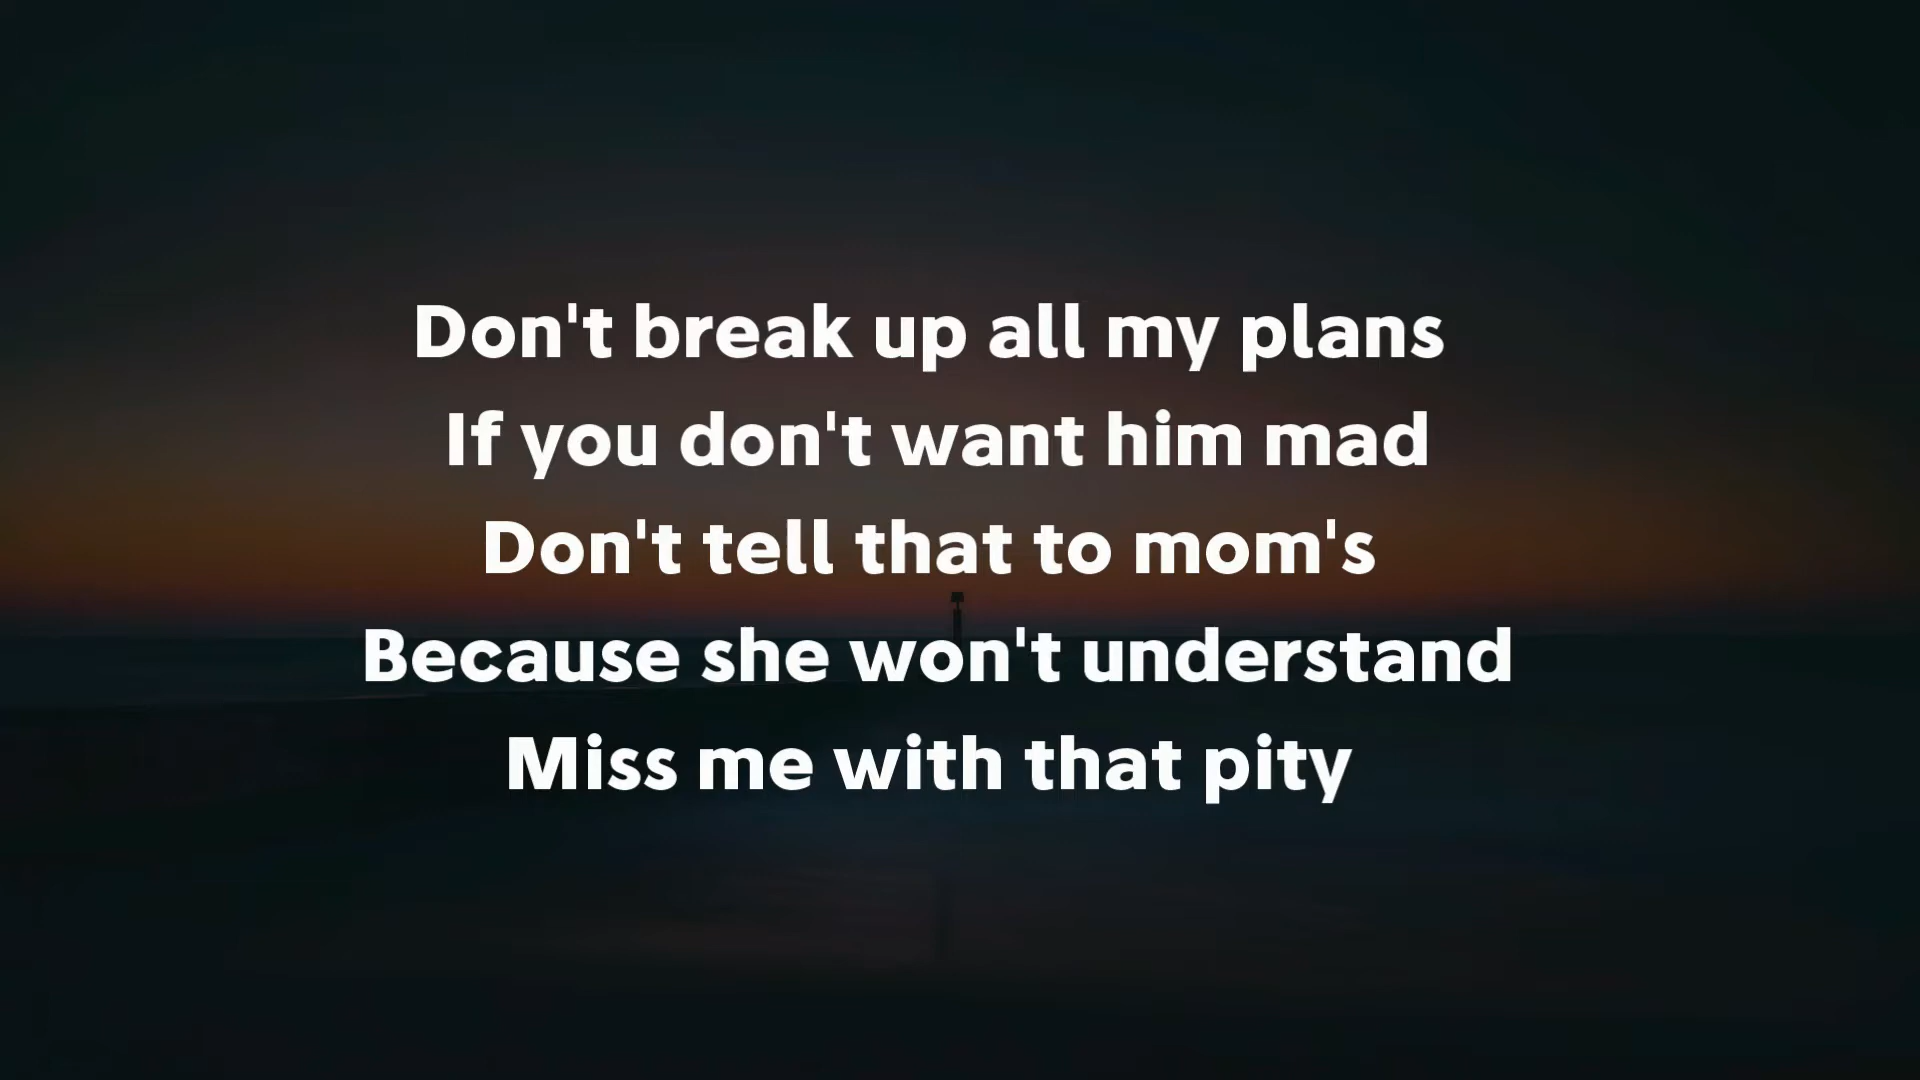 Don't break up all my plans
If you don't want him mad
Don't tell that to mom's
Because she won't understand
Miss me with that pity